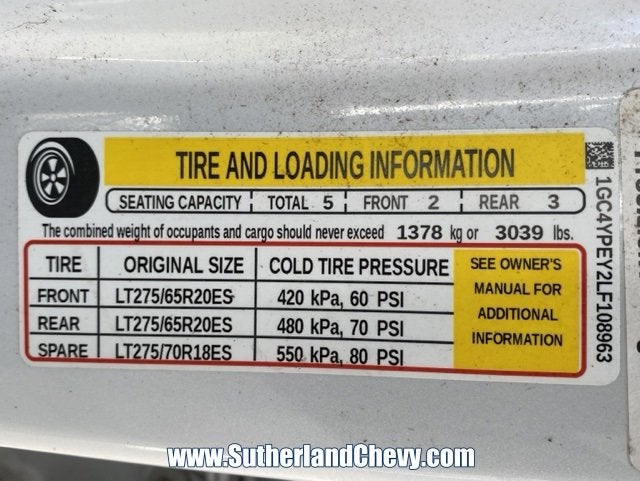 TIRE AND LOADING INFORMATION
SEATING CAPACITY TOTAL 5 FRONT 2 REAR 3
The combined weight of occupants and cargo should never exceed 1378 kg or 3039 lbs.
TIRE ORIGINAL SIZE COLD TIRE PRESSURE
FRONT LT275/65R20ES 420 kPa, 60 PSI
REAR LT275/65R20ES 480 kPa, 70 PSI
SPARE LT275/70R18ES 550 kPa, 80 PSI
SEE OWNER'S
MANUAL FOR
ADDITIONAL
INFORMATION
1GC4YPEY2LF108963
www.SutherlandChevy.com